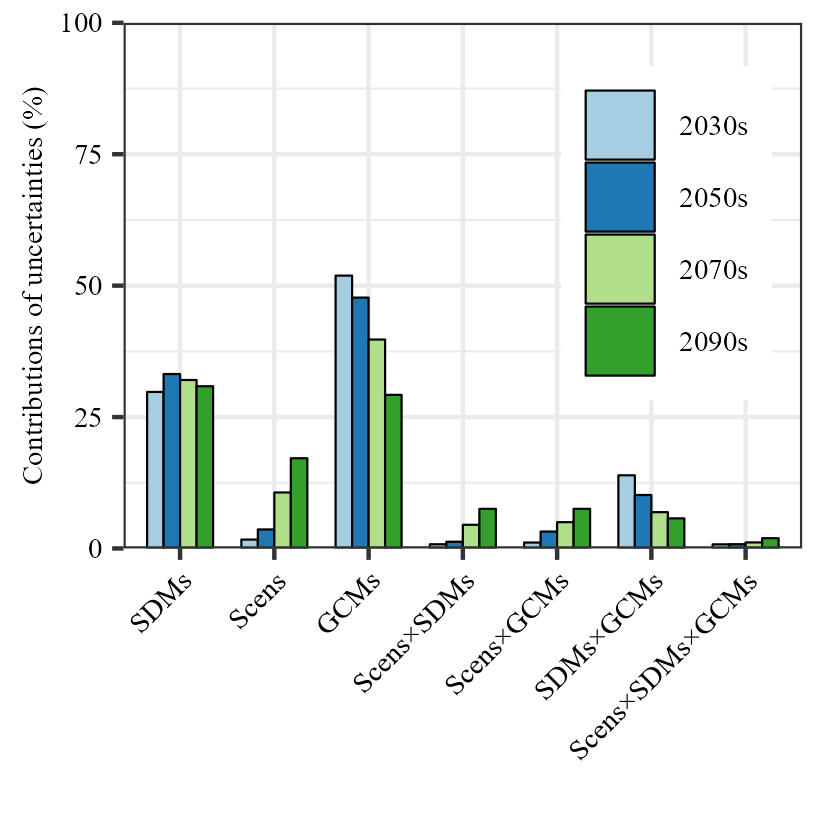 Contributions of uncertainties (%)
100
75
50
25
0
2030s
2050s
2070s
2090s
SDMs
Scens
GCMs
Scens×SDMs
Scens×GCMs
SDMs×GCMs
Scens×SDMs×GCMs